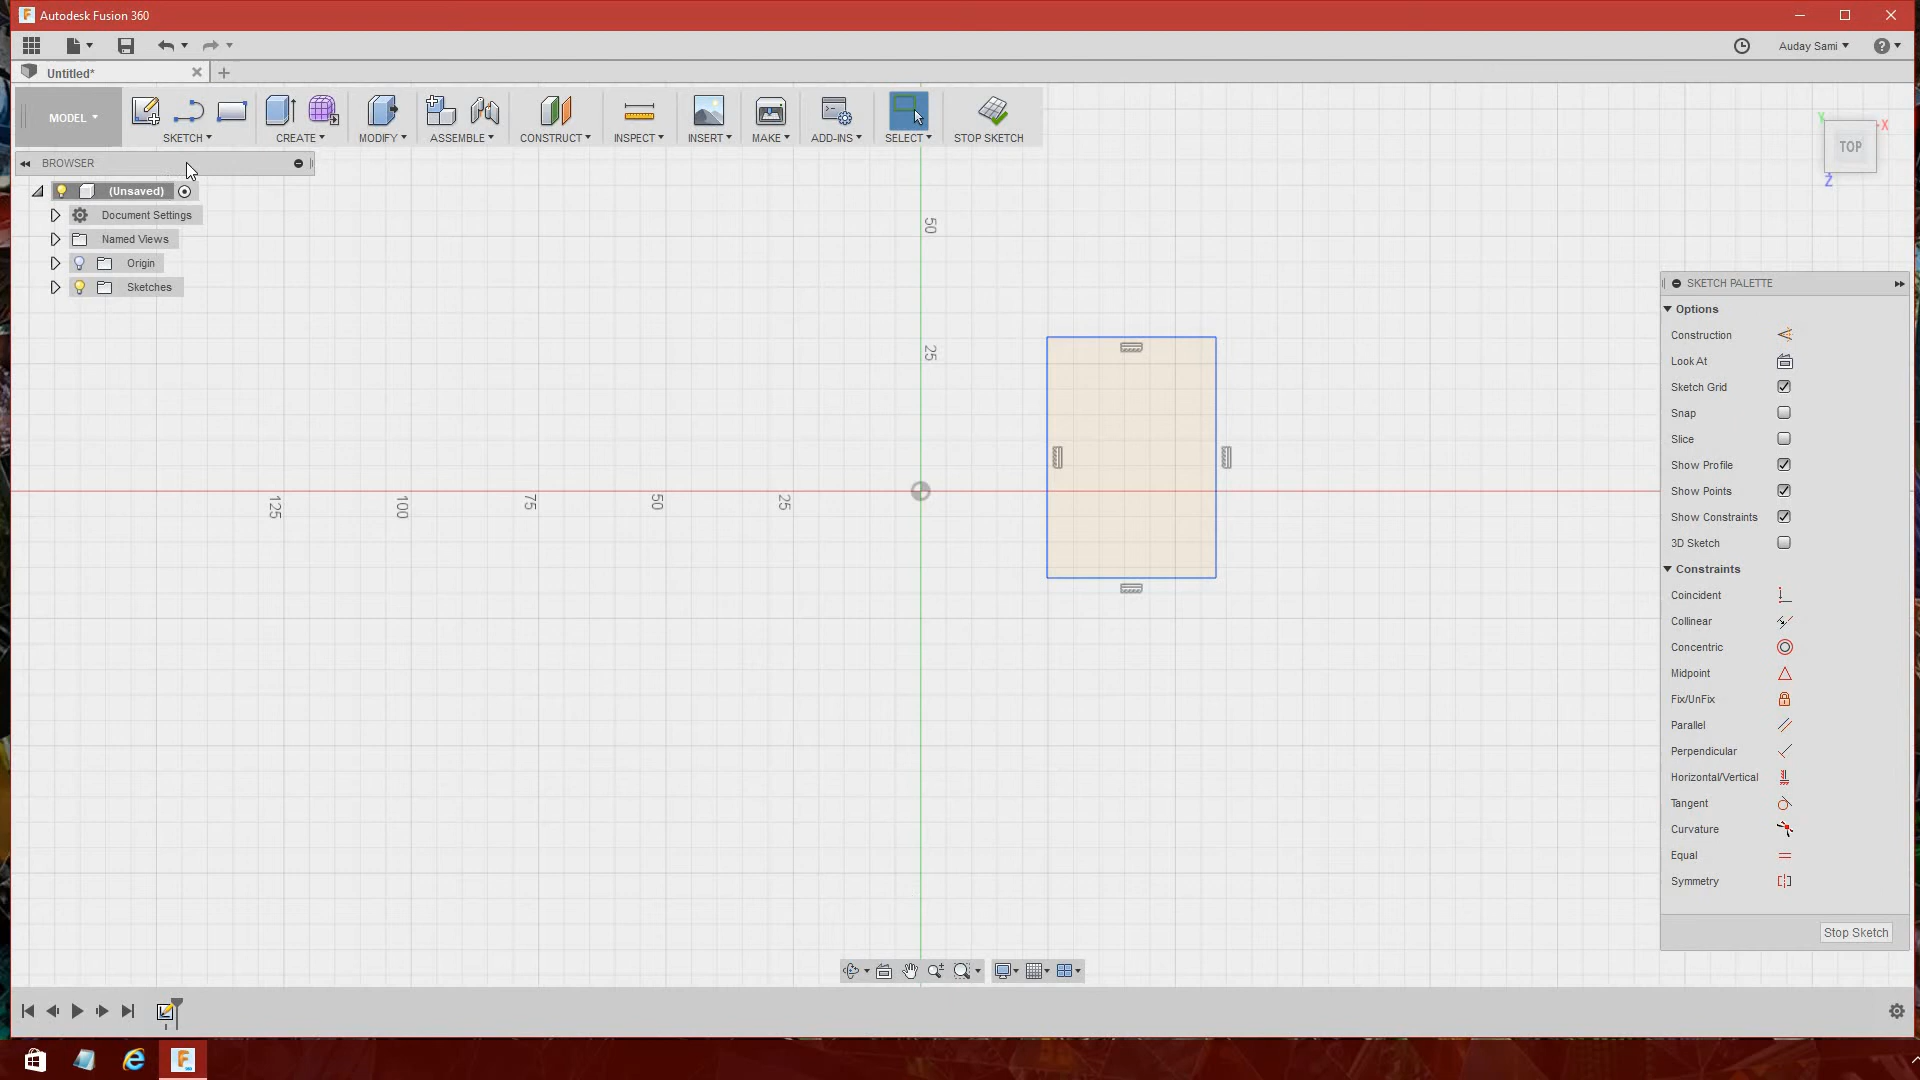 Autodesk Fusion 360
Auday Sami
Untitled*
MODEL
SKETCH
CREATE
MODIFY
ASSEMBLE
CONSTRUCT
INSPECT
INSERT
MAKE
ADD-INS
SELECT
STOP SKETCH
BROWSER
(Unsaved)
Document Settings
Named Views
Origin
Sketches
Y
X
TOP
Z
50
25
125
100
75
50
25
SKETCH PALETTE
Options
Construction
Look At
Sketch Grid
Snap
Slice
Show Profile
Show Points
Show Constraints
3D Sketch
Constraints
Coincident
Collinear
Concentric
Midpoint
Fix/UnFix
Parallel
Perpendicular
Horizontal/Vertical
Tangent
Curvature
Equal
Symmetry
Stop Sketch